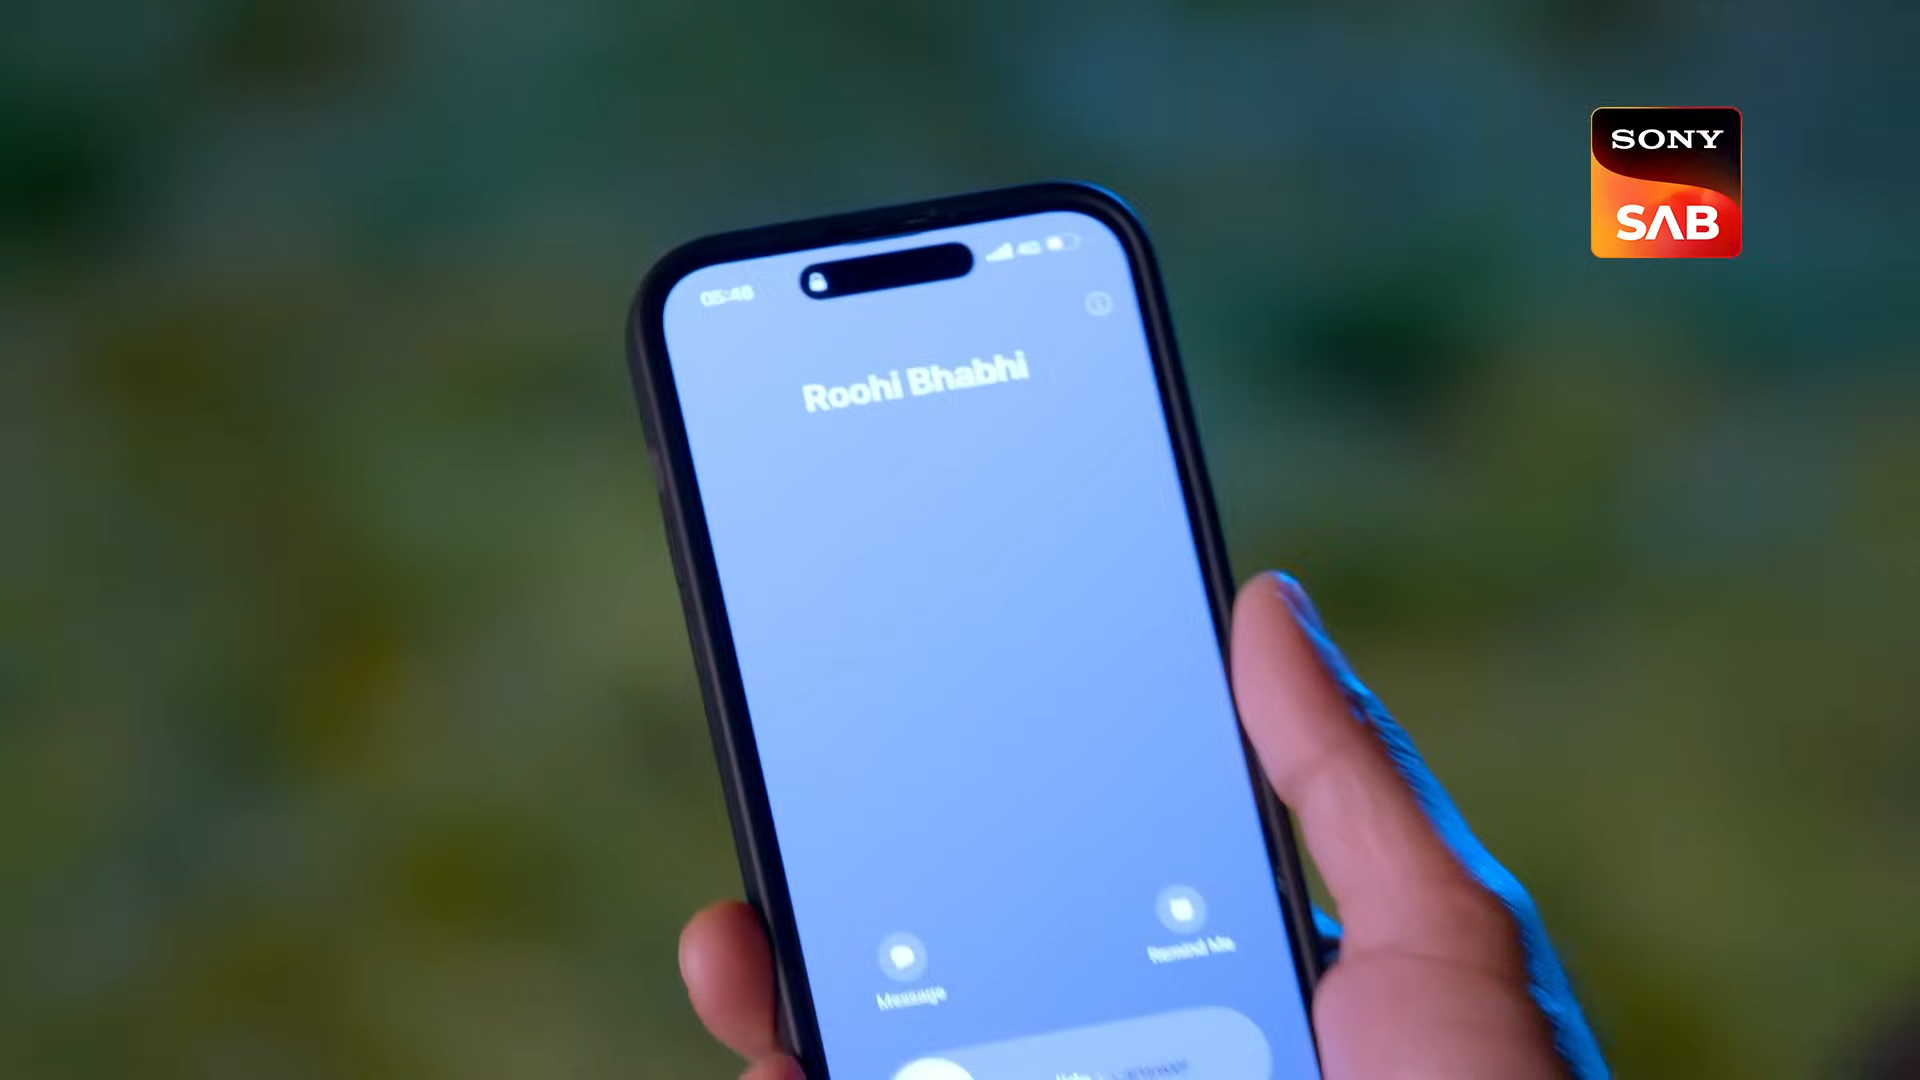 SONY
SAB
05:46
4G
Roohi Bhabhi
Remind Me
Message